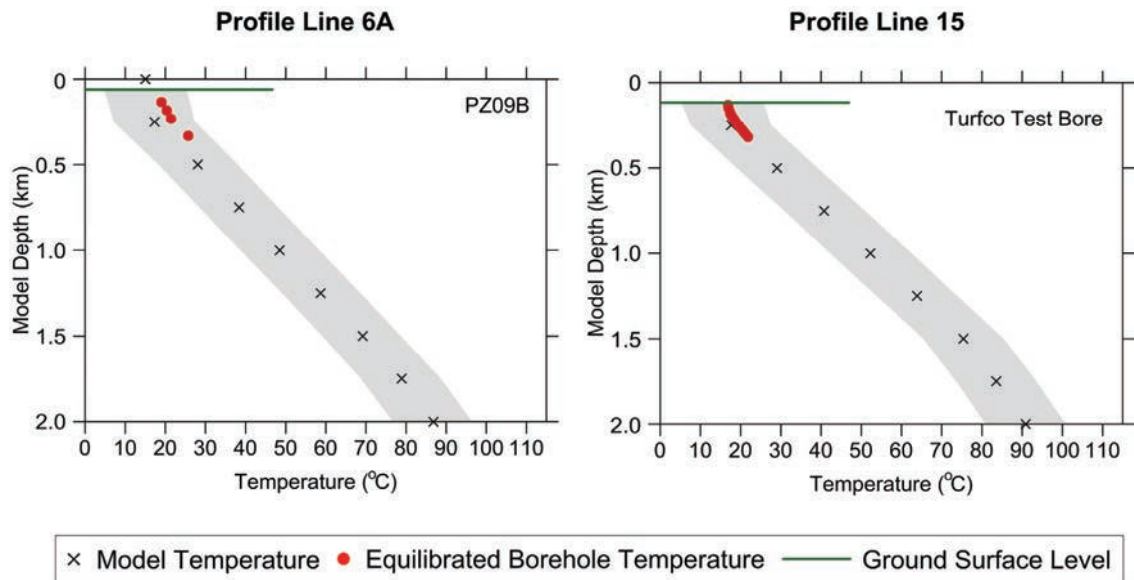 Profile Line 6A
Profile Line 15
0
0.5
1.0
1.5
2.0
Model Depth (km)
PZ09B
0 10 20 30 40 50 60 70 80 90 100 110
Temperature (°C)
0
0.5
1.0
1.5
2.0
Model Depth (km)
Turfco Test Bore
0 10 20 30 40 50 60 70 80 90 100 110
Temperature (°C)
× Model Temperature ● Equilibrated Borehole Temperature — Ground Surface Level